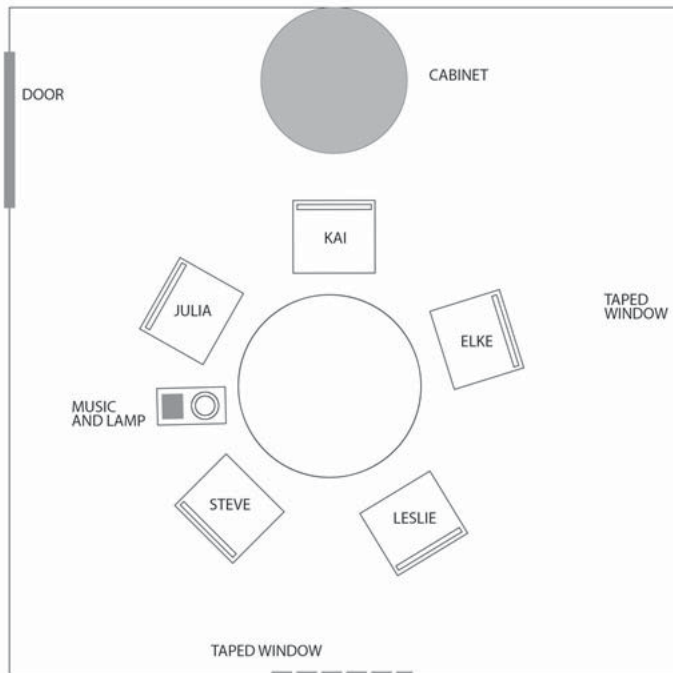 CABINET
DOOR
KAI
JULIA
TAPED
WINDOW
ELKE
MUSIC
AND LAMP
STEVE
LESLIE
TAPED WINDOW